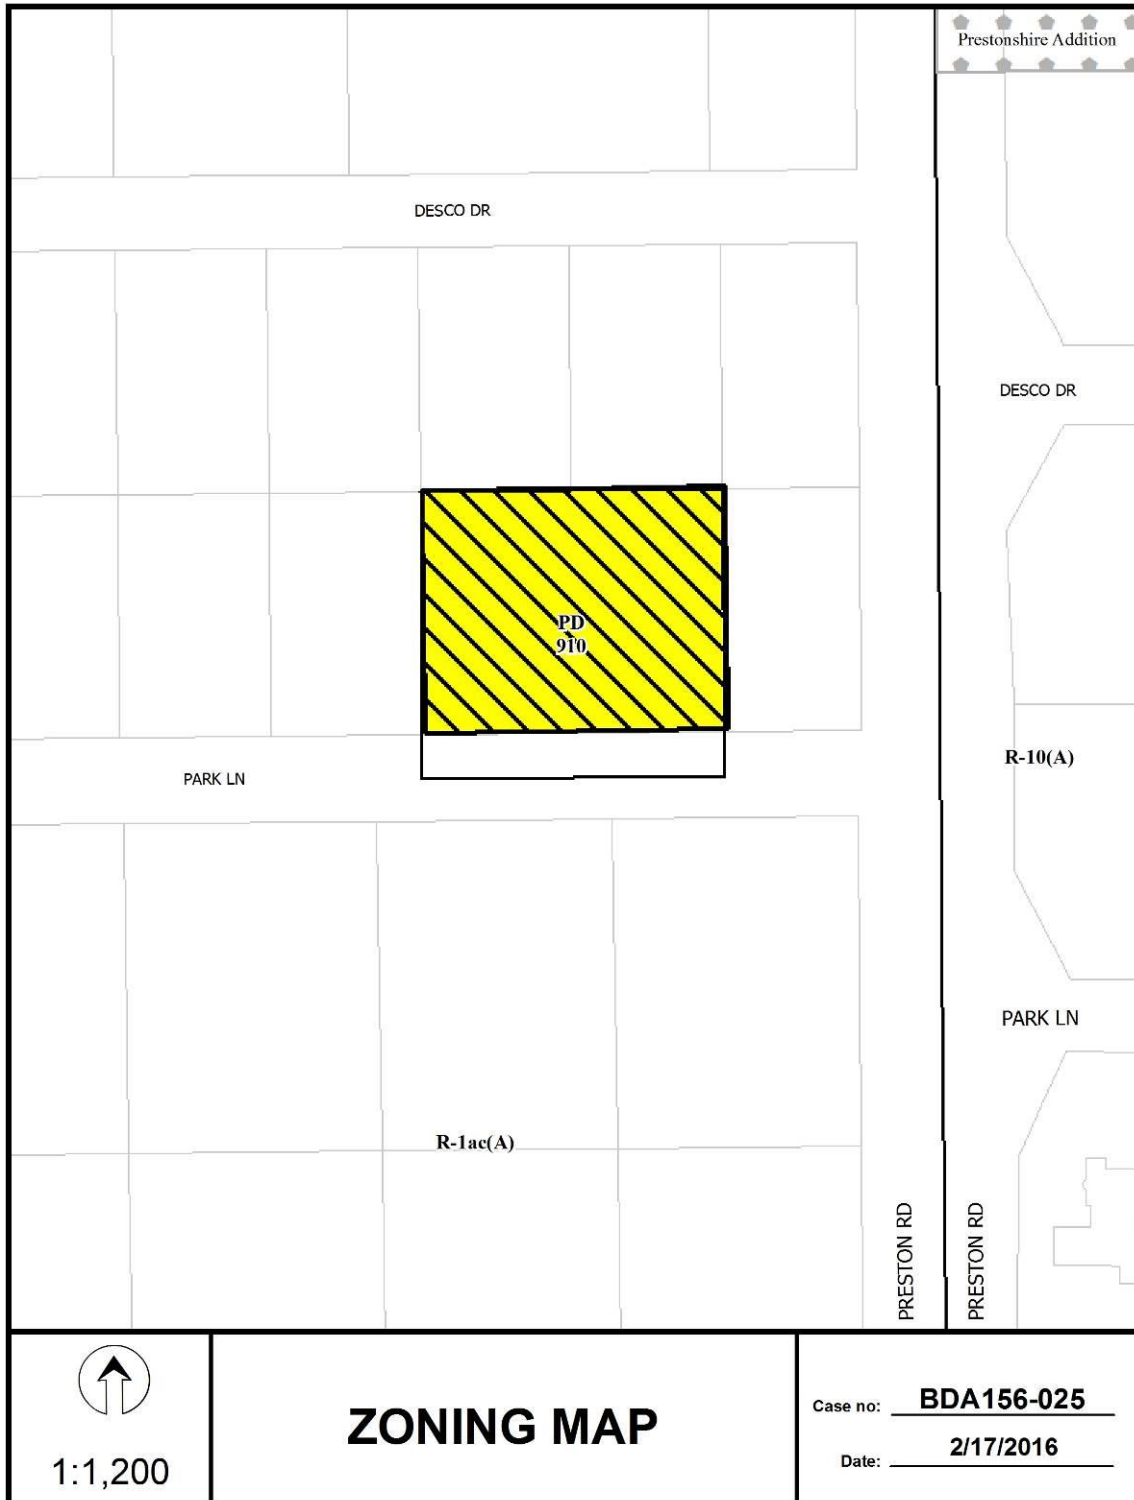 Prestonshire Addition
DESCO DR
DESCO DR
PD
910
R-10(A)
PARK LN
PARK LN
R-1ac(A)
PRESTON RD
PRESTON RD
1:1,200
ZONING MAP
Case no: BDA156-025
Date: 2/17/2016